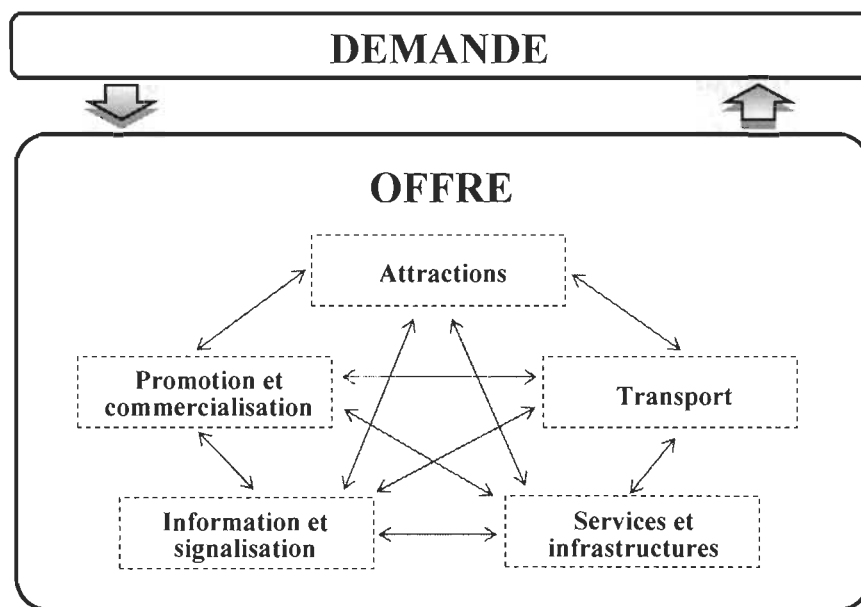 DEMANDE
OFFRE
Attractions
Promotion et
commercialisation
Transport
Information et
signalisation
Services et
infrastructures